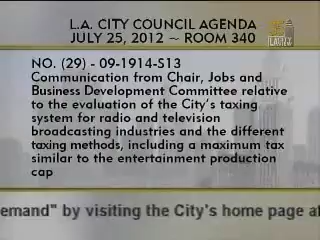 L.A. CITY COUNCIL AGENDA
JULY 25, 2012 ~ ROOM 340
35
NO. (29) - 09-1914-S13
Communication from Chair, Jobs and
Business Development Committee relative
to the evaluation of the City's taxing
system for radio and television
broadcasting industries and the different
taxing methods, including a maximum tax
similar to the entertainment production
cap
emand" by visiting the City's home page af